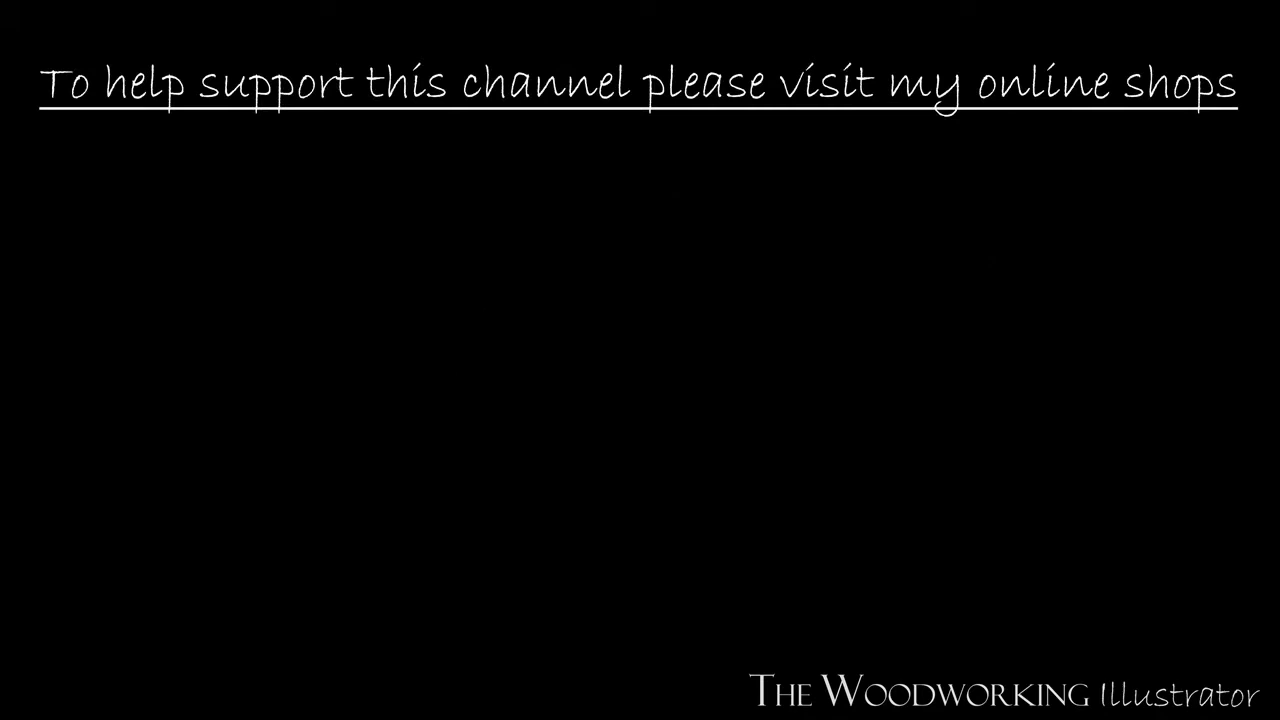 To help support this channel please visit my online shops
THE WOODWORKING Illustrator